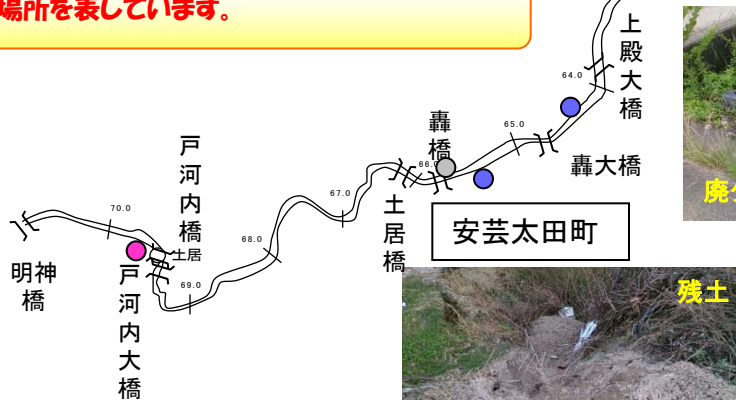 場所を表しています。
上殿大橋
64.0
65.0
轟大橋
轟橋
66.0
土居橋
安芸太田町
67.0
68.0
69.0
戸河内橋
土居
70.0
戸河内大橋
明神橋
残土